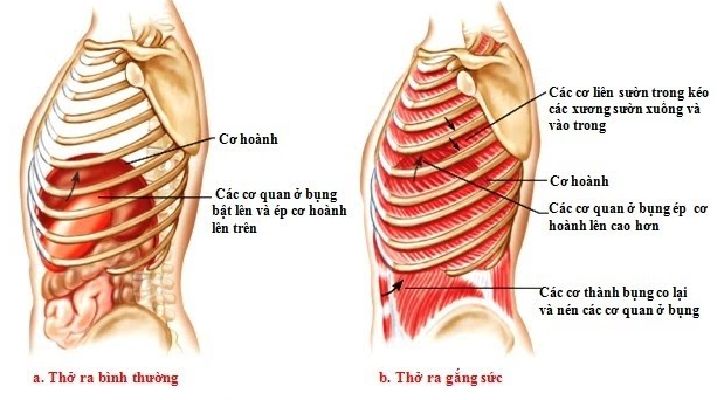 Cơ hoành
Các cơ quan ở bụng
bật lên và ép cơ hoành
lên trên
a. Thở ra bình thường
Các cơ liên sườn trong kéo
các xương sườn xuống và
vào trong
Cơ hoành
Các cơ quan ở bụng ép cơ
hoành lên cao hơn
Các cơ thành bụng co lại
và nén các cơ quan ở bụng
b. Thở ra gắng sức